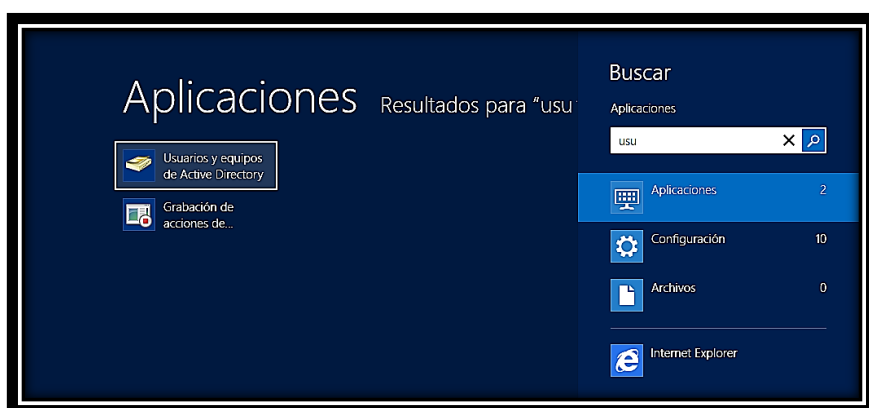 Aplicaciones Resultados para “usu
Usuarios y equipos
de Active Directory
Grabación de
acciones de...
Buscar
Aplicaciones
usu
Aplicaciones 2
Configuración 10
Archivos 0
Internet Explorer